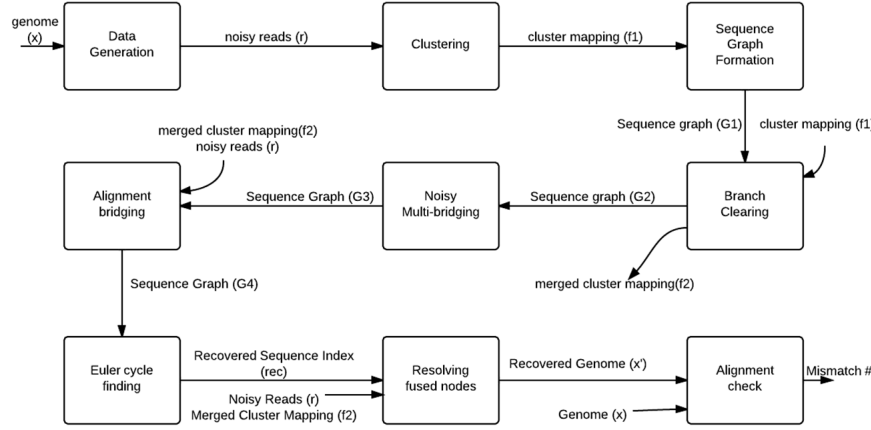 genome
(x)
Data
Generation
noisy reads (r)
Clustering
cluster mapping (f1)
Sequence
Graph
Formation
Sequence graph (G1)
cluster mapping (f1)
merged cluster mapping(f2)
noisy reads (r)
Alignment
bridging
Sequence Graph (G3)
Noisy
Multi-bridging
Sequence graph (G2)
Branch
Clearing
merged cluster mapping(f2)
Sequence Graph (G4)
Euler cycle
finding
Recovered Sequence Index
(rec)
Noisy Reads (r)
Merged Cluster Mapping (f2)
Resolving
fused nodes
Recovered Genome (x')
Genome (x)
Alignment
check
Mismatch #